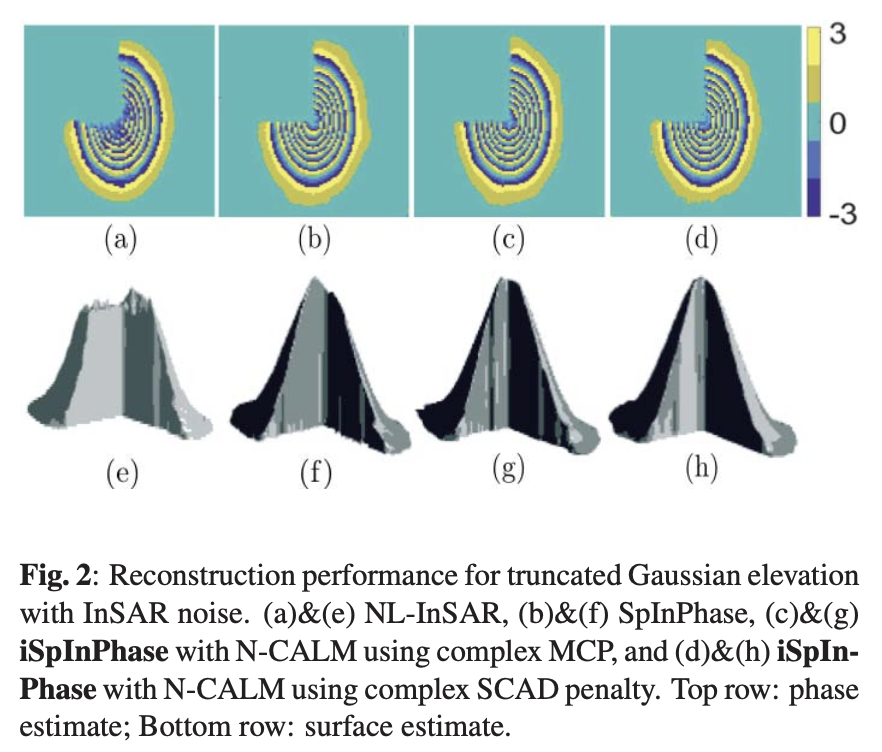 3
0
-3
(a) (b) (c) (d)
(e) (f) (g) (h)
Fig. 2: Reconstruction performance for truncated Gaussian elevation
with InSAR noise. (a)&(e) NL-InSAR, (b)&(f) SpInPhase, (c)&(g)
iSpInPhase with N-CALM using complex MCP, and (d)&(h) iSpIn-
Phase with N-CALM using complex SCAD penalty. Top row: phase
estimate; Bottom row: surface estimate.